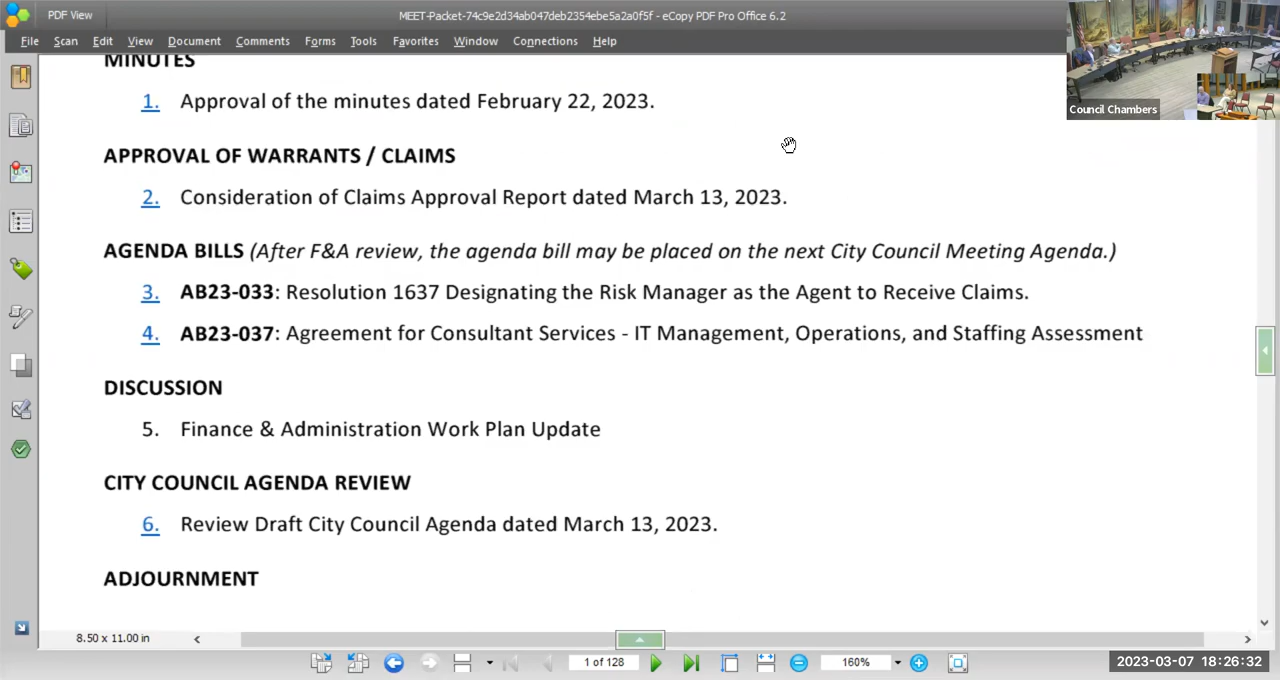 PDF View
MEET-Packet-74c9e2d34ab047deb2354ebe5a2a0f5f - eCopy PDF Pro Office 6.2
File Scan Edit View Document Comments Forms Tools Favorites Window Connections Help
Council Chambers
MINUTES
1. Approval of the minutes dated February 22, 2023.
APPROVAL OF WARRANTS / CLAIMS
2. Consideration of Claims Approval Report dated March 13, 2023.
AGENDA BILLS (After F&A review, the agenda bill may be placed on the next City Council Meeting Agenda.)
3. AB23-033: Resolution 1637 Designating the Risk Manager as the Agent to Receive Claims.
4. AB23-037: Agreement for Consultant Services - IT Management, Operations, and Staffing Assessment
DISCUSSION
5. Finance & Administration Work Plan Update
CITY COUNCIL AGENDA REVIEW
6. Review Draft City Council Agenda dated March 13, 2023.
ADJOURNMENT
8.50 x 11.00 in
1 of 128
160%
2023-03-07 18:26:32